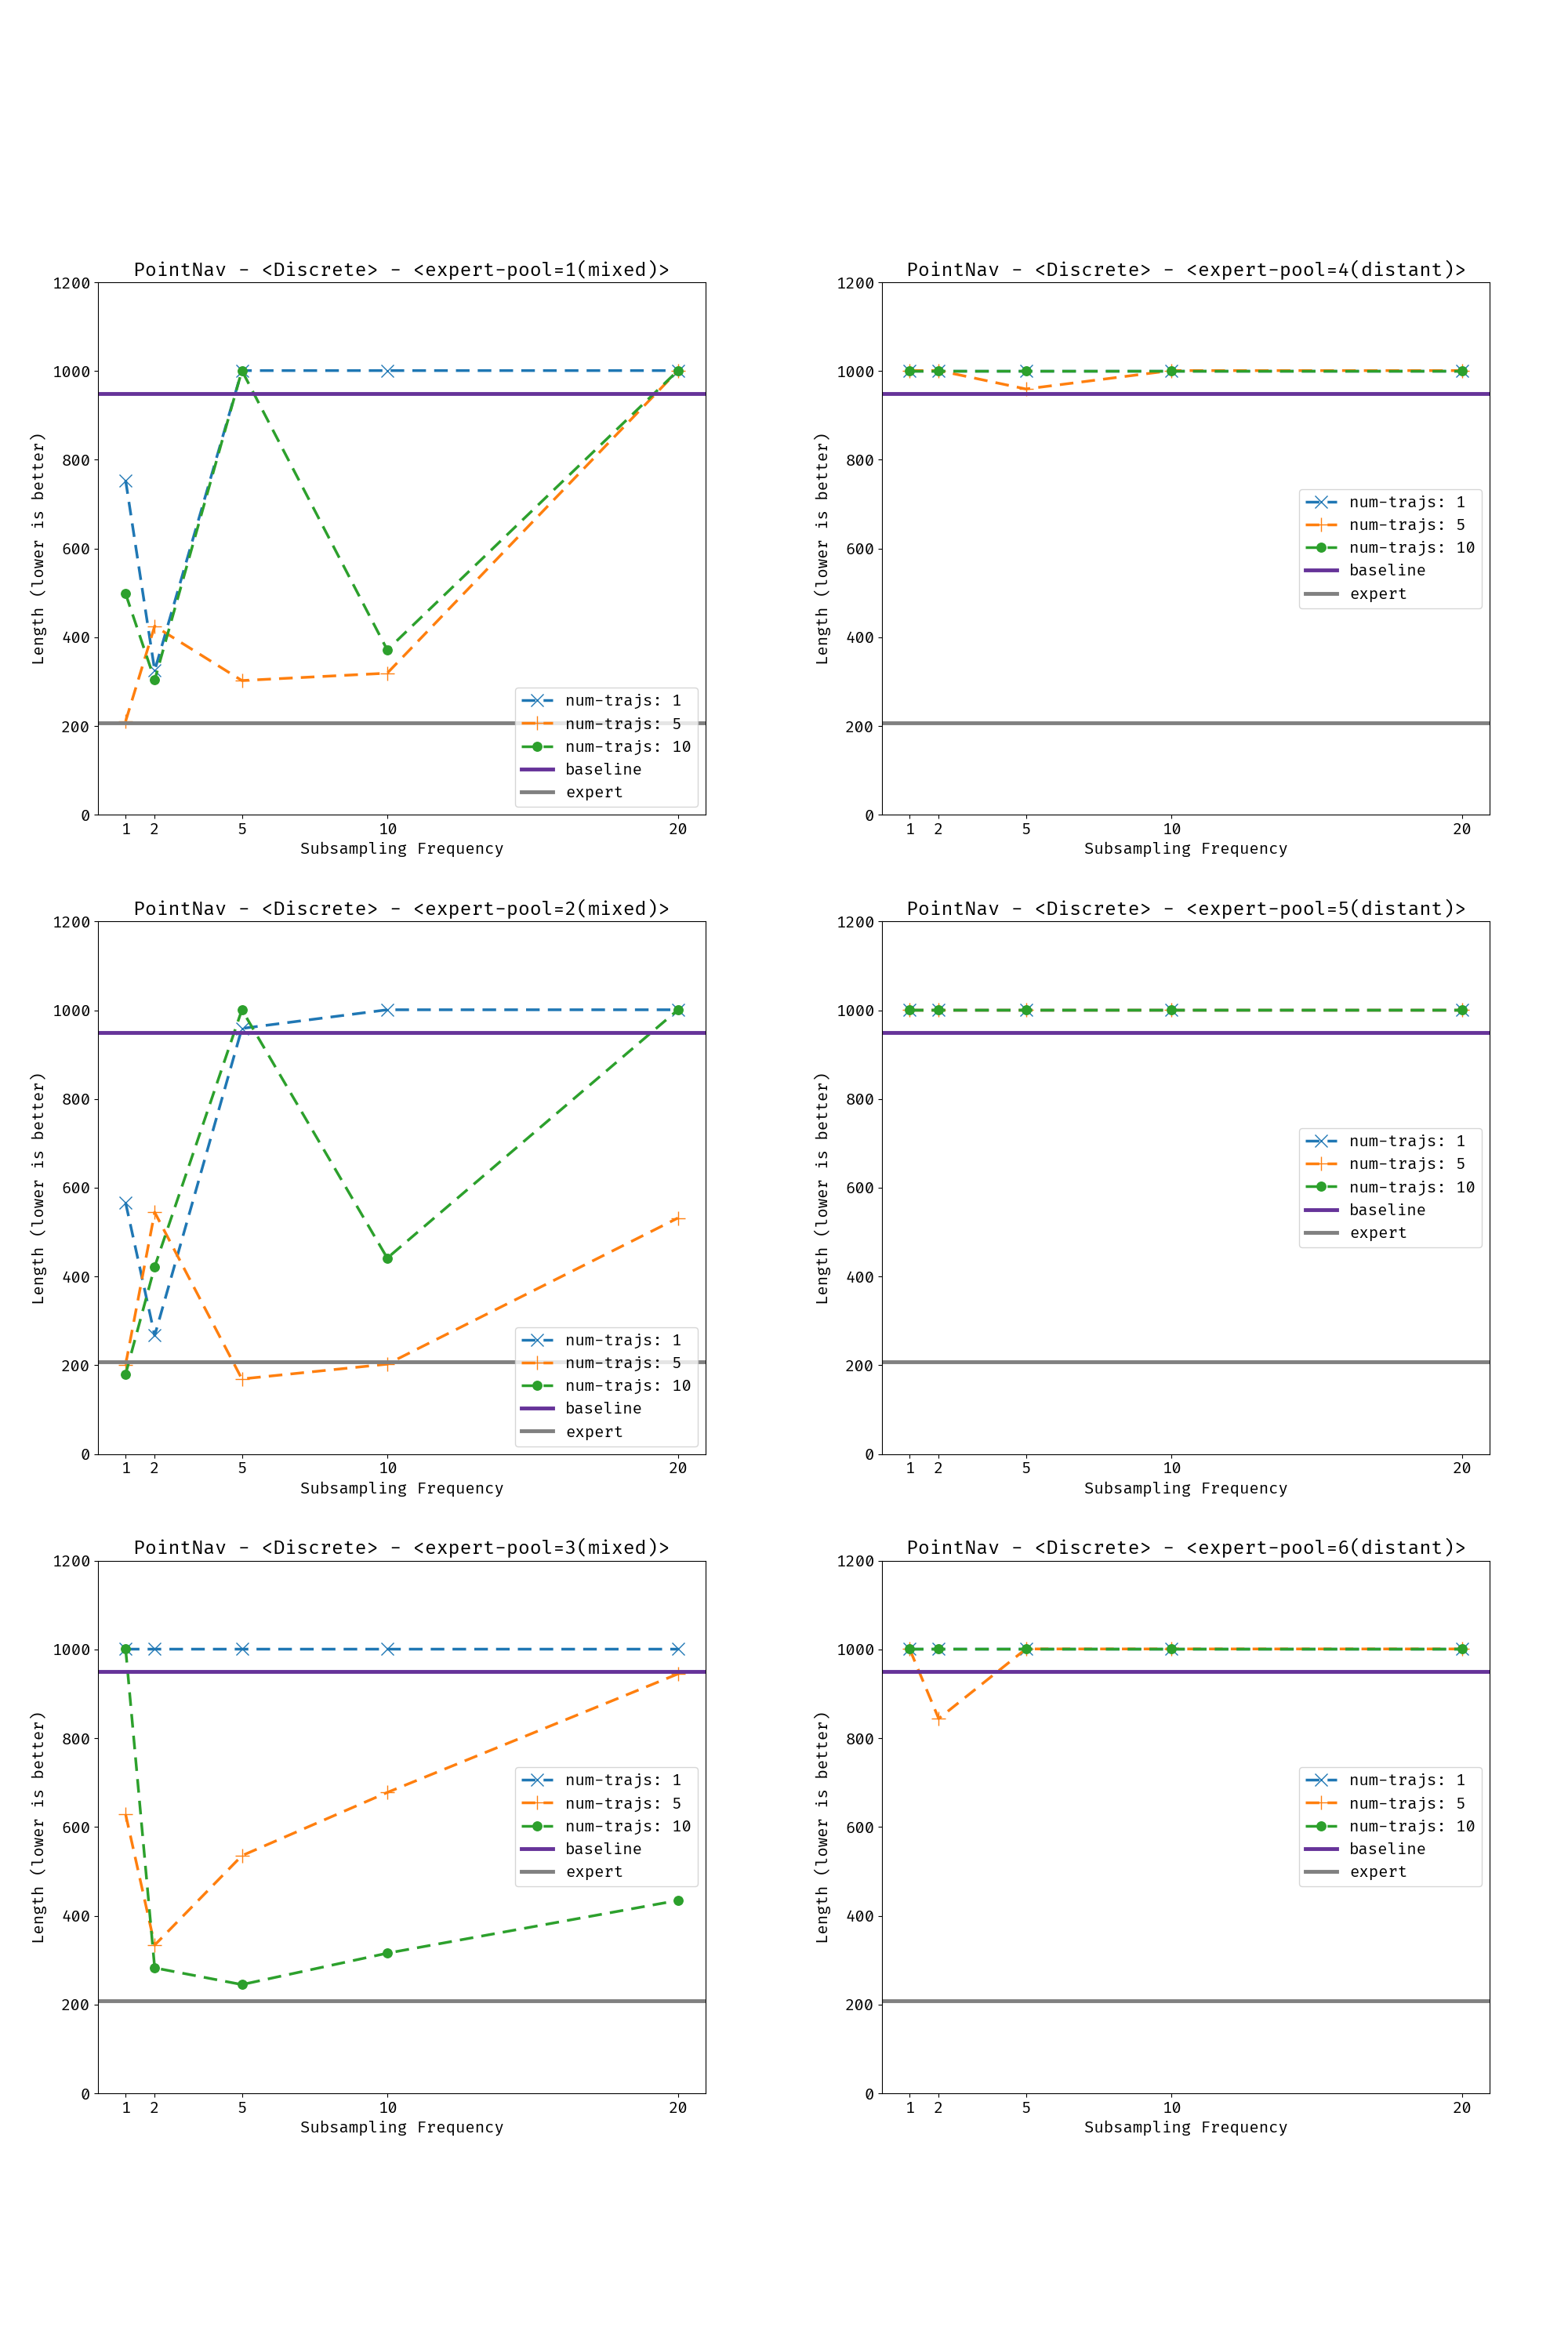 PointNav - <Discrete> - <expert-pool=1(mixed)>
Length (lower is better)
1200
1000
800
600
400
200
0
num-trajs: 1
num-trajs: 5
num-trajs: 10
baseline
expert
1 2 5 10 20
Subsampling Frequency
PointNav - <Discrete> - <expert-pool=4(distant)>
Length (lower is better)
1200
1000
800
600
400
200
0
num-trajs: 1
num-trajs: 5
num-trajs: 10
baseline
expert
1 2 5 10 20
Subsampling Frequency
PointNav - <Discrete> - <expert-pool=2(mixed)>
Length (lower is better)
1200
1000
800
600
400
200
0
num-trajs: 1
num-trajs: 5
num-trajs: 10
baseline
expert
1 2 5 10 20
Subsampling Frequency
PointNav - <Discrete> - <expert-pool=5(distant)>
Length (lower is better)
1200
1000
800
600
400
200
0
num-trajs: 1
num-trajs: 5
num-trajs: 10
baseline
expert
1 2 5 10 20
Subsampling Frequency
PointNav - <Discrete> - <expert-pool=3(mixed)>
Length (lower is better)
1200
1000
800
600
400
200
0
num-trajs: 1
num-trajs: 5
num-trajs: 10
baseline
expert
1 2 5 10 20
Subsampling Frequency
PointNav - <Discrete> - <expert-pool=6(distant)>
Length (lower is better)
1200
1000
800
600
400
200
0
num-trajs: 1
num-trajs: 5
num-trajs: 10
baseline
expert
1 2 5 10 20
Subsampling Frequency